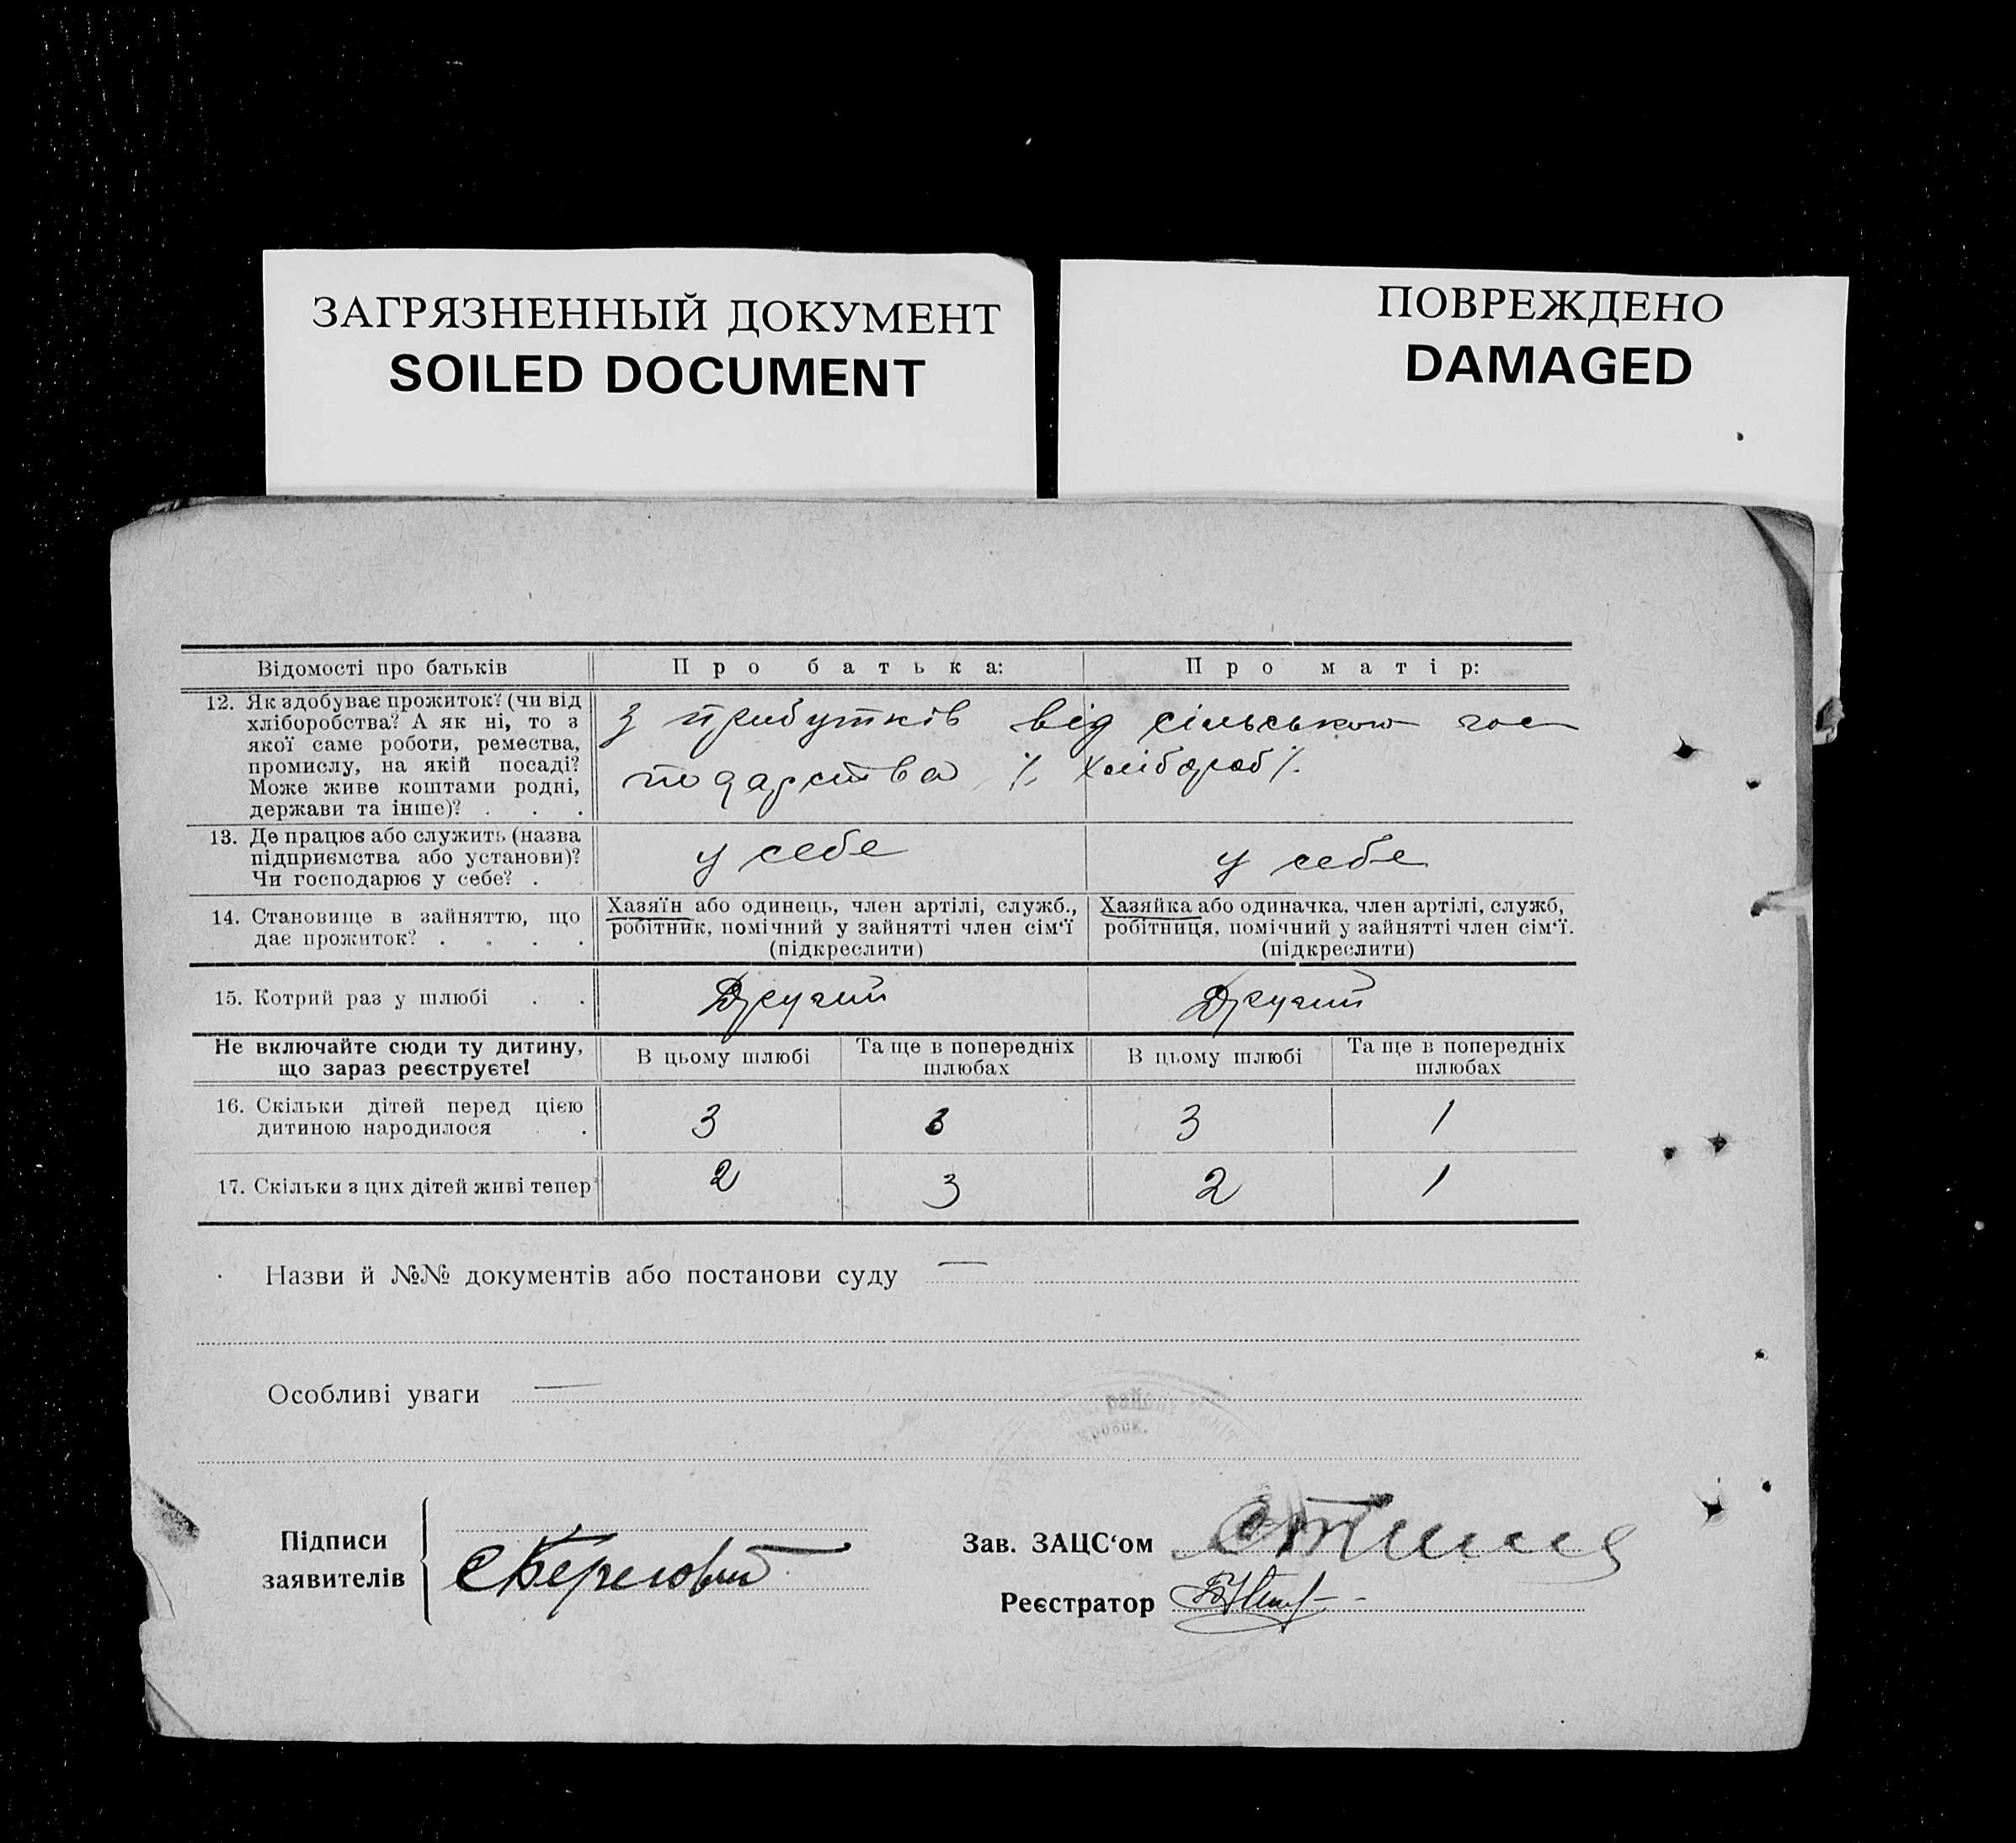 ЗАГРЯЗНЕННЫЙ ДОКУМЕНТ
SOILED DOCUMENT
ПОВРЕЖДЕНО
DAMAGED
Відомості про батьків
Про батька:
Про матір:
12. Як здобуває прожиток? (чи від
хліборобства? А як ні, то з
якої саме роботи, ремества,
промислу, на якій посаді?
Може живе коштами родні,
держави та інше)? . . .
З прибутків від сільського гос
подарства /. хлібороб /.
13. Де працює або служить (назва
підприємства або установи)?
Чи господарює у себе? .
у себе
у себе
14. Становище в зайняттю, що
дає прожиток? . . . .
Хазяїн або одинець, член артілі, служб.,
робітник, помічний у зайнятті член сім‘ї
(підкреслити)
Хазяйка або одиначка, член артілі, служб,
робітниця, помічний у зайнятті член сім‘ї.
(підкреслити)
15. Котрий раз у шлюбі . .
Другий
Другий
Не включайте сюди ту дитину,
що зараз реєструєте!
В цьому шлюбі
Та ще в попередніх
шлюбах
В цьому шлюбі
Та ще в попередніх
шлюбах
16. Скільки дітей перед цією
дитиною народилося .
3
3
3
1
17. Скільки з цих дітей живі тепер
2
3
2
1
Назви й №№ документів або постанови суду —
Особливі уваги —
району
Підписи
заявителів
Зав. ЗАЦС‘ом
Реєстратор